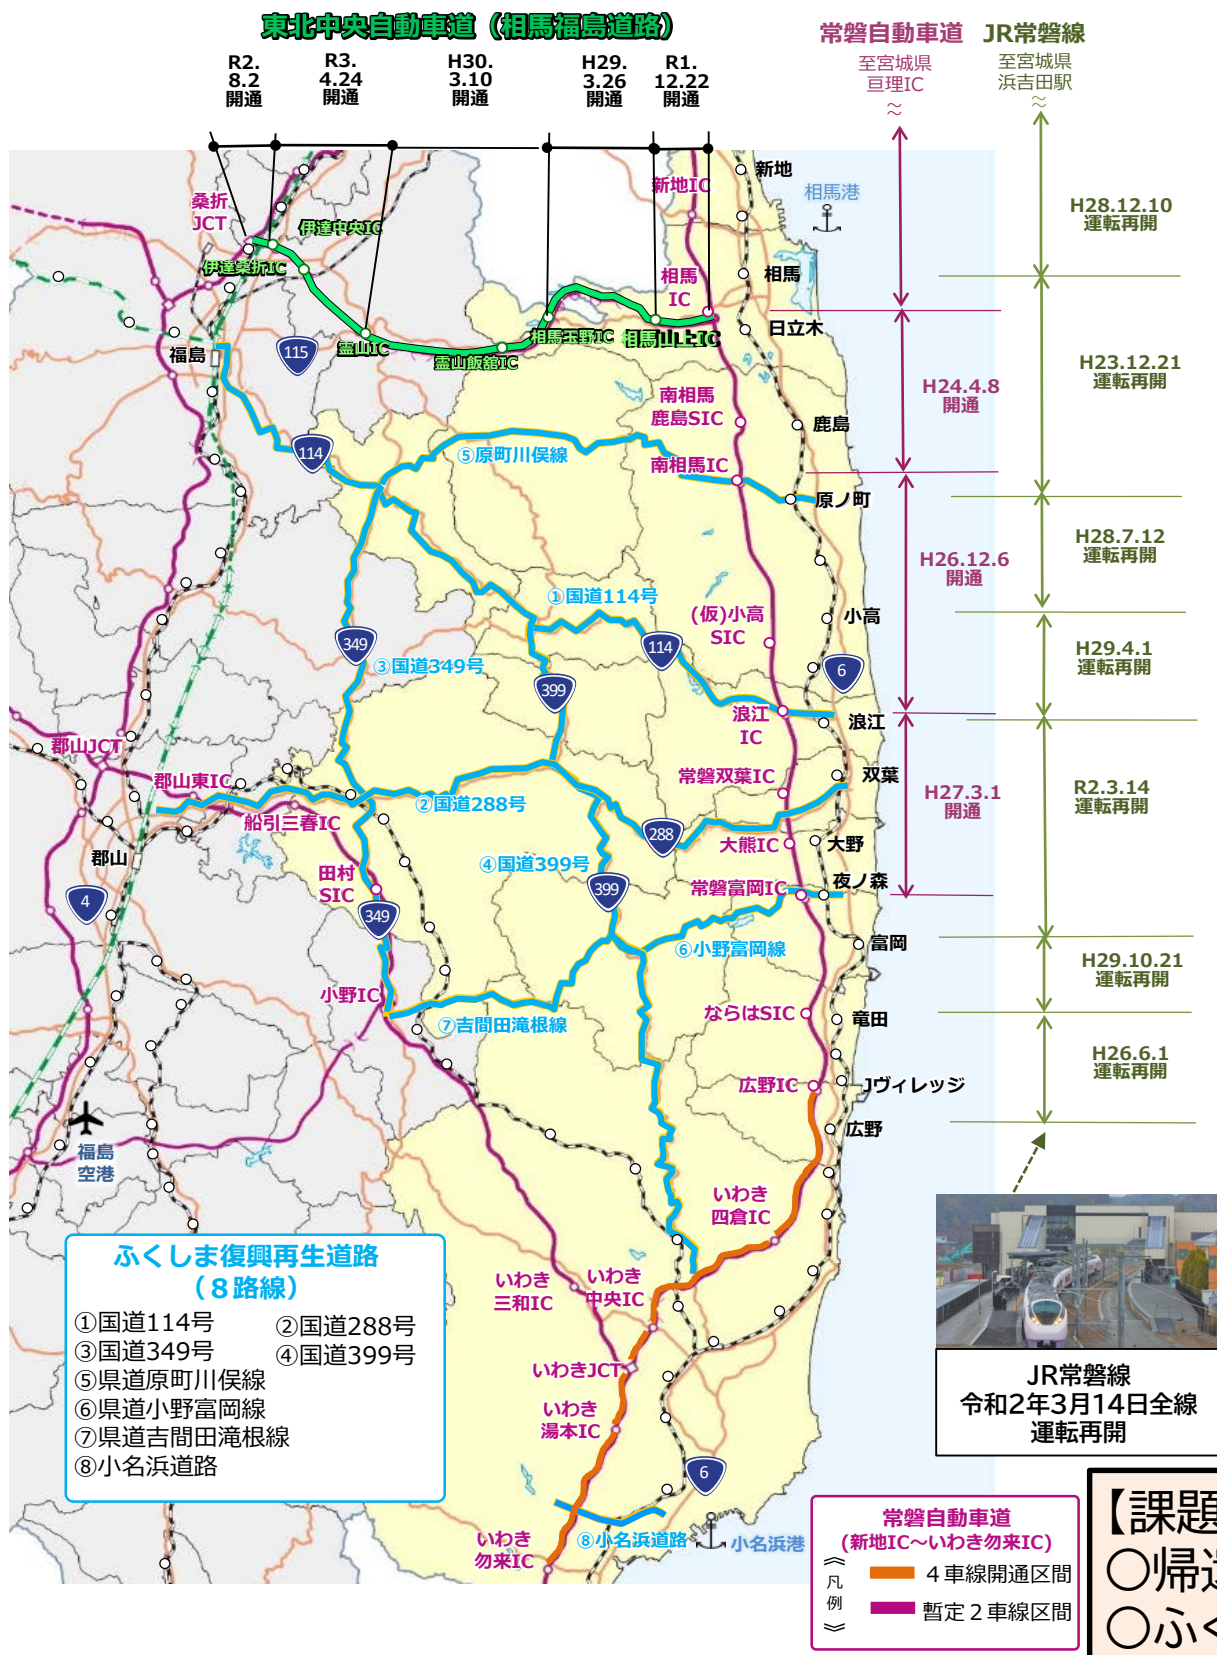 東北中央自動車道（相馬福島道路）
R2.
8.2
開通
R3.
4.24
開通
H30.
3.10
開通
H29.
3.26
開通
R1.
12.22
開通
常磐自動車道
至宮城県
亘理IC
JR常磐線
至宮城県
浜吉田駅
桑折
JCT
伊達中央IC
伊達桑折IC
霊山IC
霊山飯舘IC
相馬玉野IC
相馬山上IC
新地IC
新地
相馬港
相馬
IC
相馬
日立木
福島
115
114
南相馬
鹿島SIC
鹿島
⑤原町川俣線
南相馬IC
原ノ町
①国道114号
(仮)小高
SIC
小高
349
③国道349号
114
399
6
浪江
IC
浪江
郡山JCT
郡山東IC
常磐双葉IC
双葉
②国道288号
船引三春IC
288
大熊IC
大野
郡山
④国道399号
田村
SIC
399
常磐富岡IC
夜ノ森
4
349
⑥小野富岡線
富岡
小野IC
⑦吉間田滝根線
ならはSIC
竜田
広野IC
Jヴィレッジ
広野
福島
空港
いわき
四倉IC
いわき
三和IC
いわき
中央IC
いわきJCT
いわき
湯本IC
6
⑧小名浜道路
小名浜港
いわき
勿来IC
H24.4.8
開通
H26.12.6
開通
H27.3.1
開通
H28.12.10
運転再開
H23.12.21
運転再開
H28.7.12
運転再開
H29.4.1
運転再開
R2.3.14
運転再開
H29.10.21
運転再開
H26.6.1
運転再開
ふくしま復興再生道路
（８路線）
①国道114号 ②国道288号
③国道349号 ④国道399号
⑤県道原町川俣線
⑥県道小野富岡線
⑦県道吉間田滝根線
⑧小名浜道路
JR常磐線
令和2年3月14日全線
運転再開
常磐自動車道
(新地IC～いわき勿来IC)
《凡例》
４車線開通区間
暫定２車線区間
【課題
○帰還
○ふく